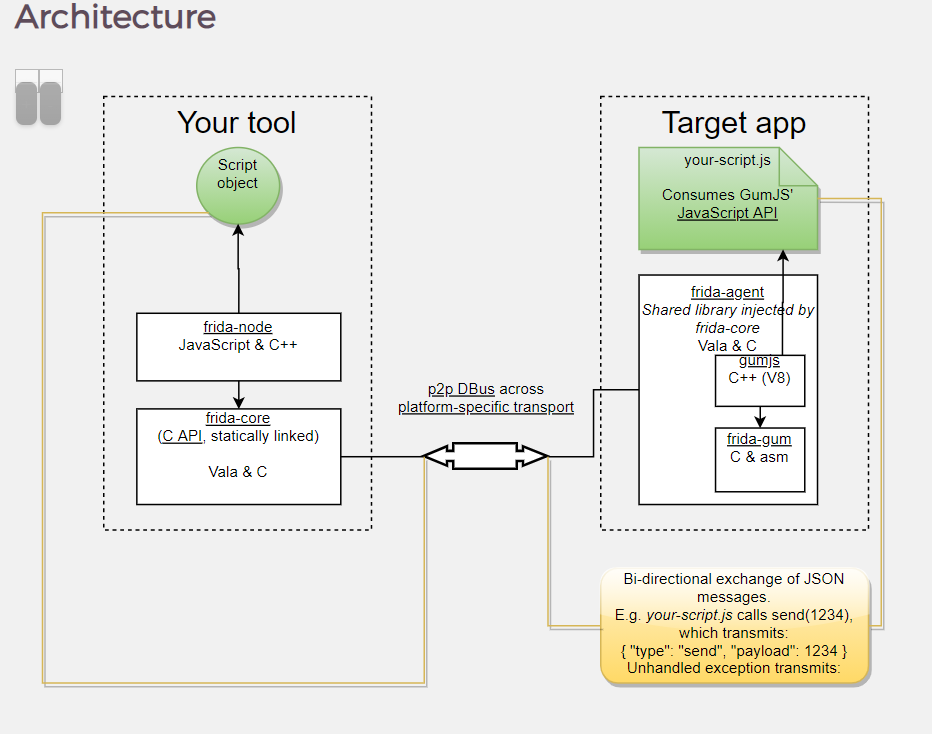 Architecture
Your tool
Script
object
frida-node
JavaScript & C++
frida-core
(C API, statically linked)
Vala & C
p2p DBus across
platform-specific transport
Target app
your-script.js
Consumes GumJS'
JavaScript API
frida-agent
Shared library injected by
frida-core
Vala & C
gumjs
C++ (V8)
frida-gum
C & asm
Bi-directional exchange of JSON
messages.
E.g. your-script.js calls send(1234),
which transmits:
{ "type": "send", "payload": 1234 }
Unhandled exception transmits: